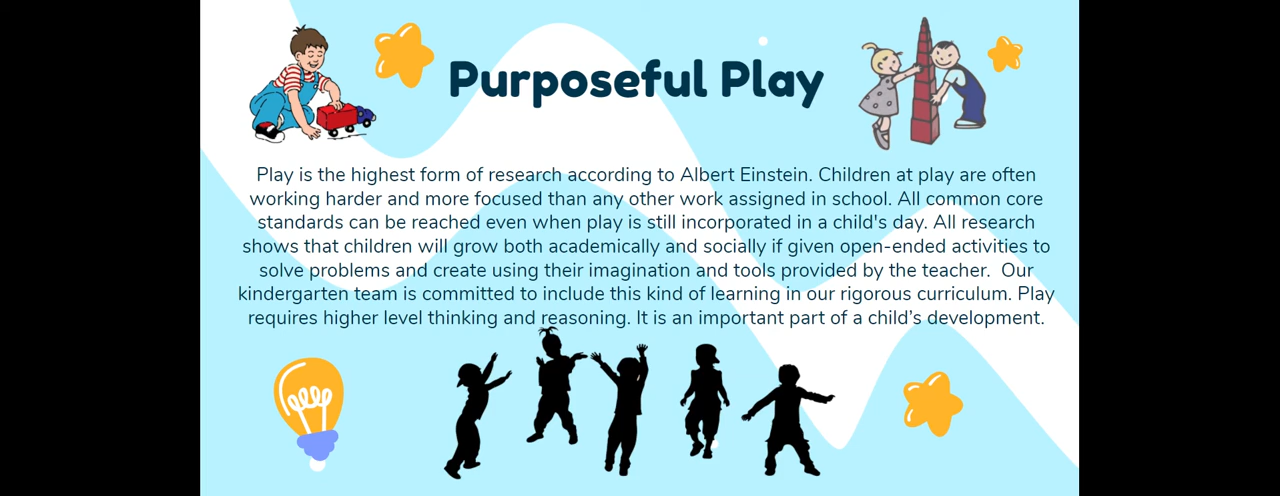 Purposeful Play
Play is the highest form of research according to Albert Einstein. Children at play are often
working harder and more focused than any other work assigned in school. All common core
standards can be reached even when play is still incorporated in a child's day. All research
shows that children will grow both academically and socially if given open-ended activities to
solve problems and create using their imagination and tools provided by the teacher.  Our
kindergarten team is committed to include this kind of learning in our rigorous curriculum. Play
requires higher level thinking and reasoning. It is an important part of a child’s development.